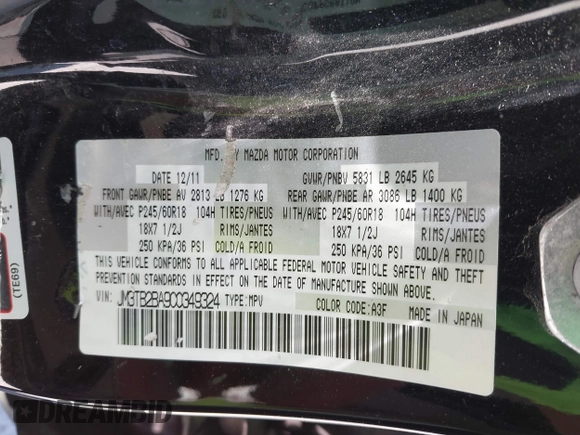 MFD. BY MAZDA MOTOR CORPORATION
DATE 12/11 GVWR/PNBV 5831 LB 2645 KG
FRONT GAWR/PNBE AV 2813 LB 1276 KG REAR GAWR/PNBE AR 3086 LB 1400 KG
WITH/AVEC P245/60R18 104H TIRES/PNEUS WITH/AVEC P245/60R18 104H TIRES/PNEUS
18X7 1/2J RIMS/JANTES 18X7 1/2J RIMS/JANTES
250 KPA/36 PSI COLD/A FROID 250 KPA/36 PSI COLD/A FROID
THIS VEHICLE CONFORMS TO ALL APPLICABLE FEDERAL MOTOR VEHICLE SAFETY AND THEFT
PREVENTION STANDARDS IN EFFECT ON THE DATE OF MANUFACTURE SHOWN ABOVE.
VIN: JM3TB2BA9C0349324 TYPE:MPV COLOR CODE:A3F MADE IN JAPAN
(TE69)
DREAMBID